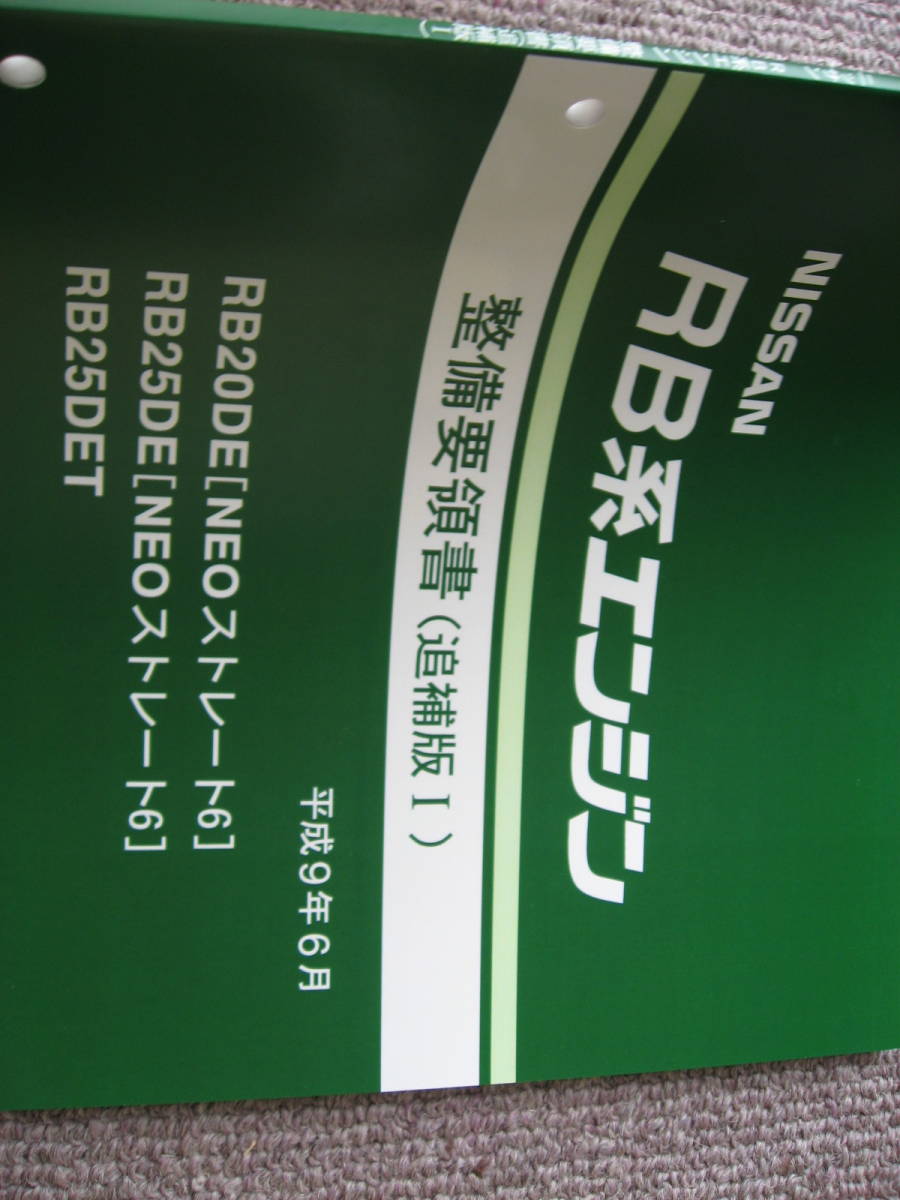 NISSAN
RB系エンジン
整備要領書(追補版Ⅰ)
平成9年6月
RB20DE[NEOストレート6]
RB25DE[NEOストレート6]
RB25DET